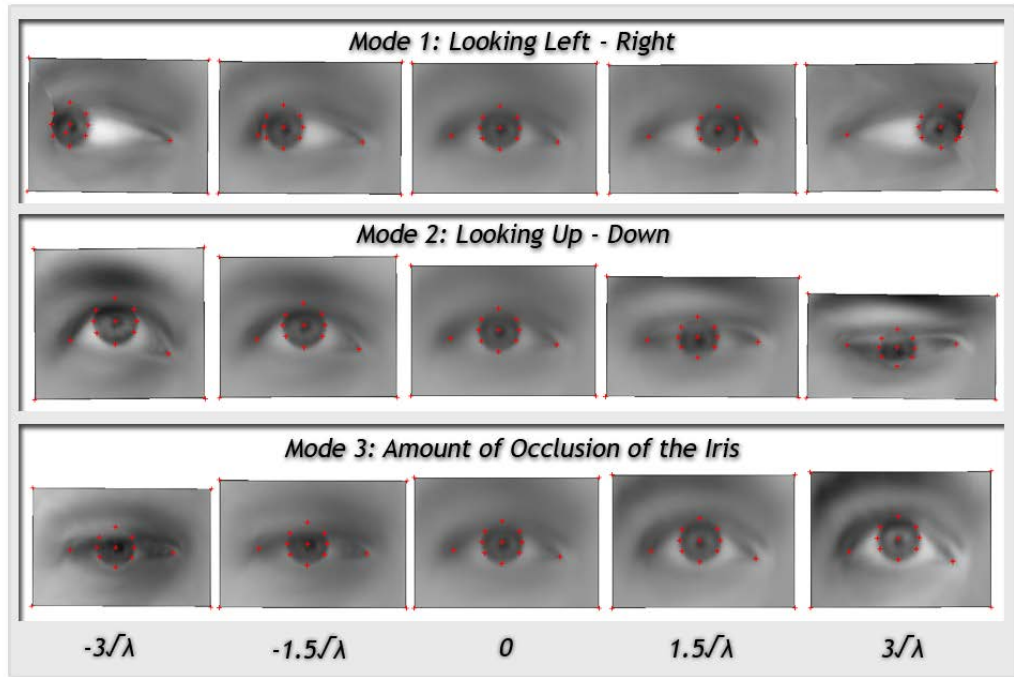 Mode 1: Looking Left - Right
Mode 2: Looking Up - Down
Mode 3: Amount of Occlusion of the Iris
-3√λ -1.5√λ 0 1.5√λ 3√λ